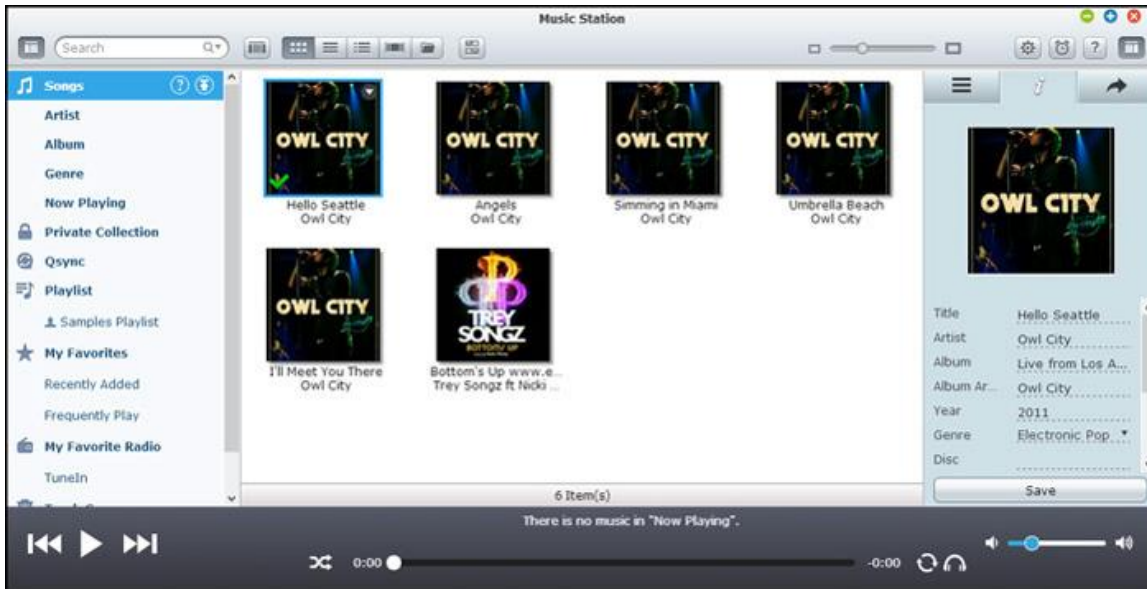 Music Station
Search
Songs
Artist
Album
Genre
Now Playing
Private Collection
Qsync
Playlist
Samples Playlist
My Favorites
Recently Added
Frequently Play
My Favorite Radio
TuneIn
OWL CITY
Hello Seattle
Owl City
OWL CITY
Angels
Owl City
OWL CITY
Simming in Miami
Owl City
OWL CITY
Umbrella Beach
Owl City
OWL CITY
I'll Meet You There
Owl City
TREY
SONGZ
BOTTOMS UP
Bottom's Up www.e...
Trey Songz ft Nicki ...
6 Item(s)
OWL CITY
Title Hello Seattle
Artist Owl City
Album Live from Los A...
Album Ar... Owl City
Year 2011
Genre Electronic Pop
Disc
Save
There is no music in "Now Playing".
0:00
-0:00